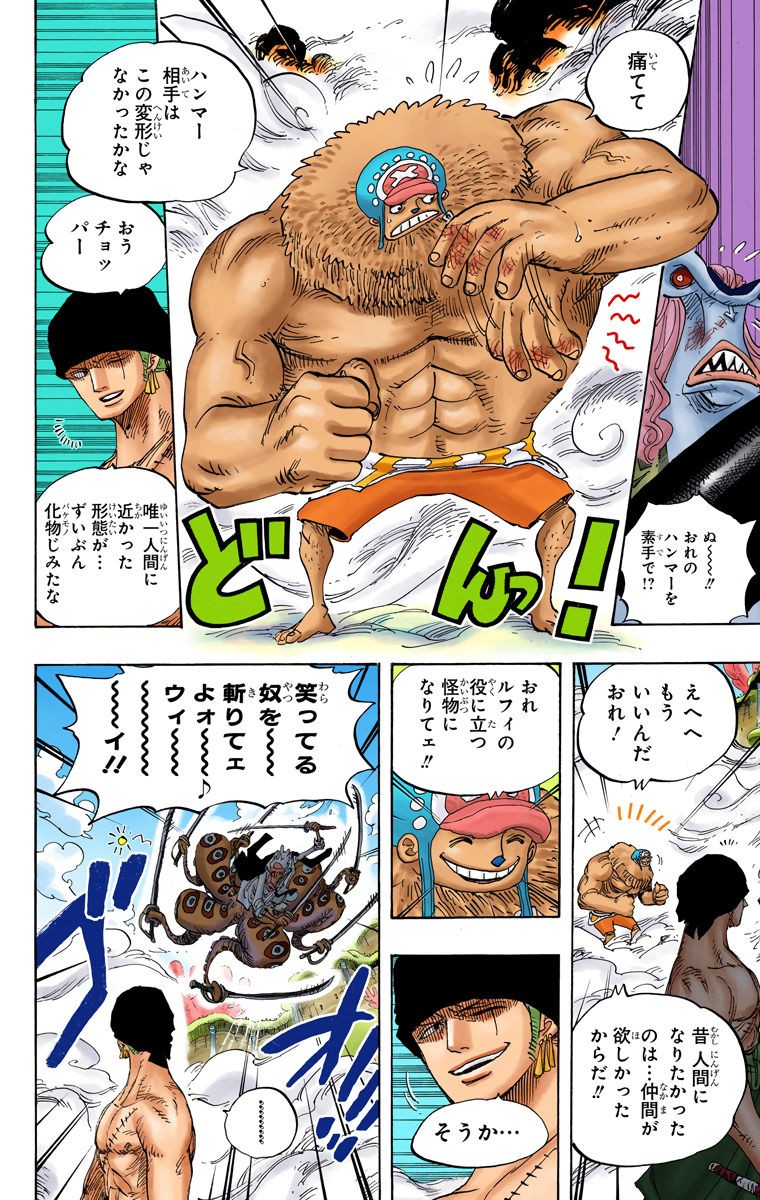 痛てて
ぬ〜〜〜!!
おれの
ハンマーを
素手で!?
ハンマー
相手は
この変形じゃ
なかったかな
どんっ!
おう
チョッ
パー
唯一人間に
近かった
形態が…
ずいぶん
化物じみたな
えへへ
もう
いいんだ
おれ!
昔人間に
なりたかった
のは…仲間が
欲しかった
からだ!!
おれ
ルフィの
役に立つ
怪物に
なりてェ!!
そうか…
笑ってる
奴を〜〜
斬りてェ
よォ〜〜〜♪
ウィ〜〜
〜〜〜〜〜
〜〜〜イ!!
…………